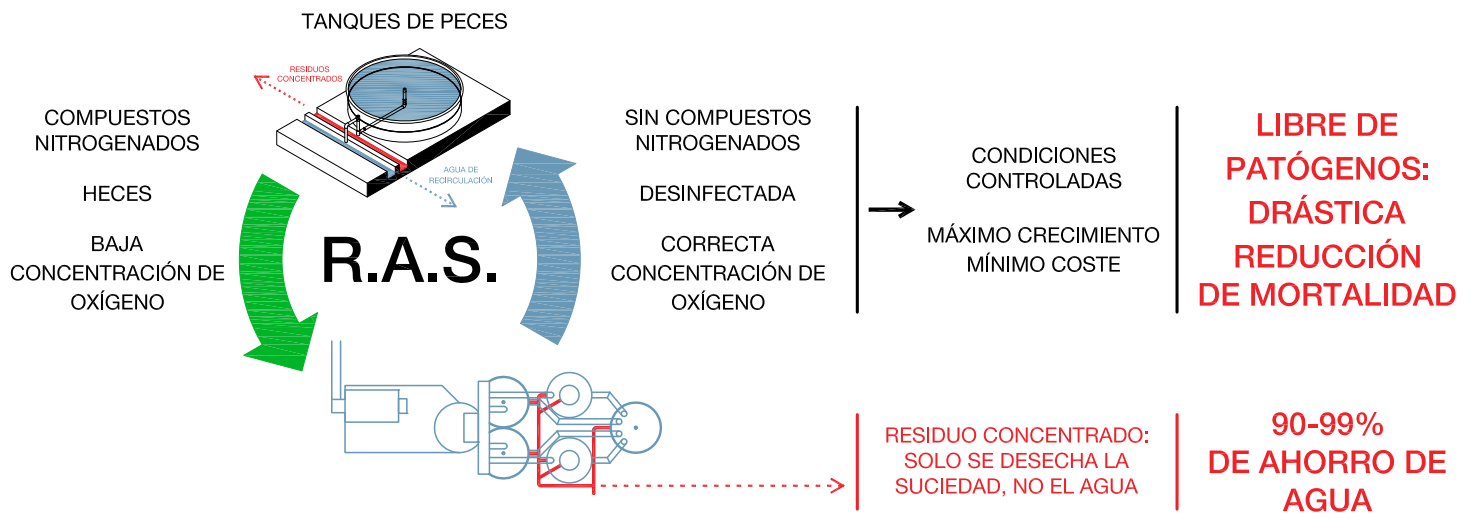 TANQUES DE PECES
RESIDUOS
CONCENTRADOS
AGUA DE
RECIRCULACIÓN
COMPUESTOS
NITROGENADOS
HECES
BAJA
CONCENTRACIÓN DE
OXÍGENO
R.A.S.
SIN COMPUESTOS
NITROGENADOS
DESINFECTADA
CORRECTA
CONCENTRACIÓN DE
OXÍGENO
CONDICIONES
CONTROLADAS
MÁXIMO CRECIMIENTO
MÍNIMO COSTE
LIBRE DE
PATÓGENOS:
DRÁSTICA
REDUCCIÓN
DE MORTALIDAD
RESIDUO CONCENTRADO:
SOLO SE DESECHA LA
SUCIEDAD, NO EL AGUA
90-99%
DE AHORRO DE
AGUA